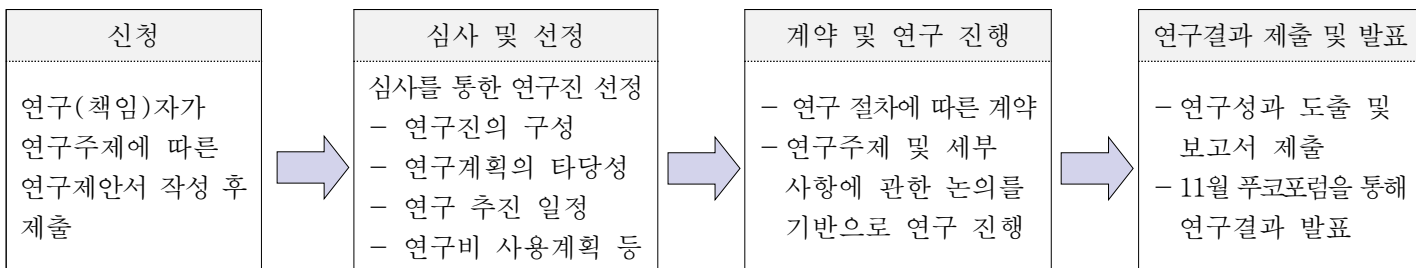 신청
연구(책임)자가
연구주제에 따른
연구제안서 작성 후
제출
심사 및 선정
심사를 통한 연구진 선정
- 연구진의 구성
- 연구계획의 타당성
- 연구 추진 일정
- 연구비 사용계획 등
계약 및 연구 진행
- 연구 절차에 따른 계약
- 연구주제 및 세부
사항에 관한 논의를
기반으로 연구 진행
연구결과 제출 및 발표
- 연구성과 도출 및
보고서 제출
- 11월 푸코포럼을 통해
연구결과 발표